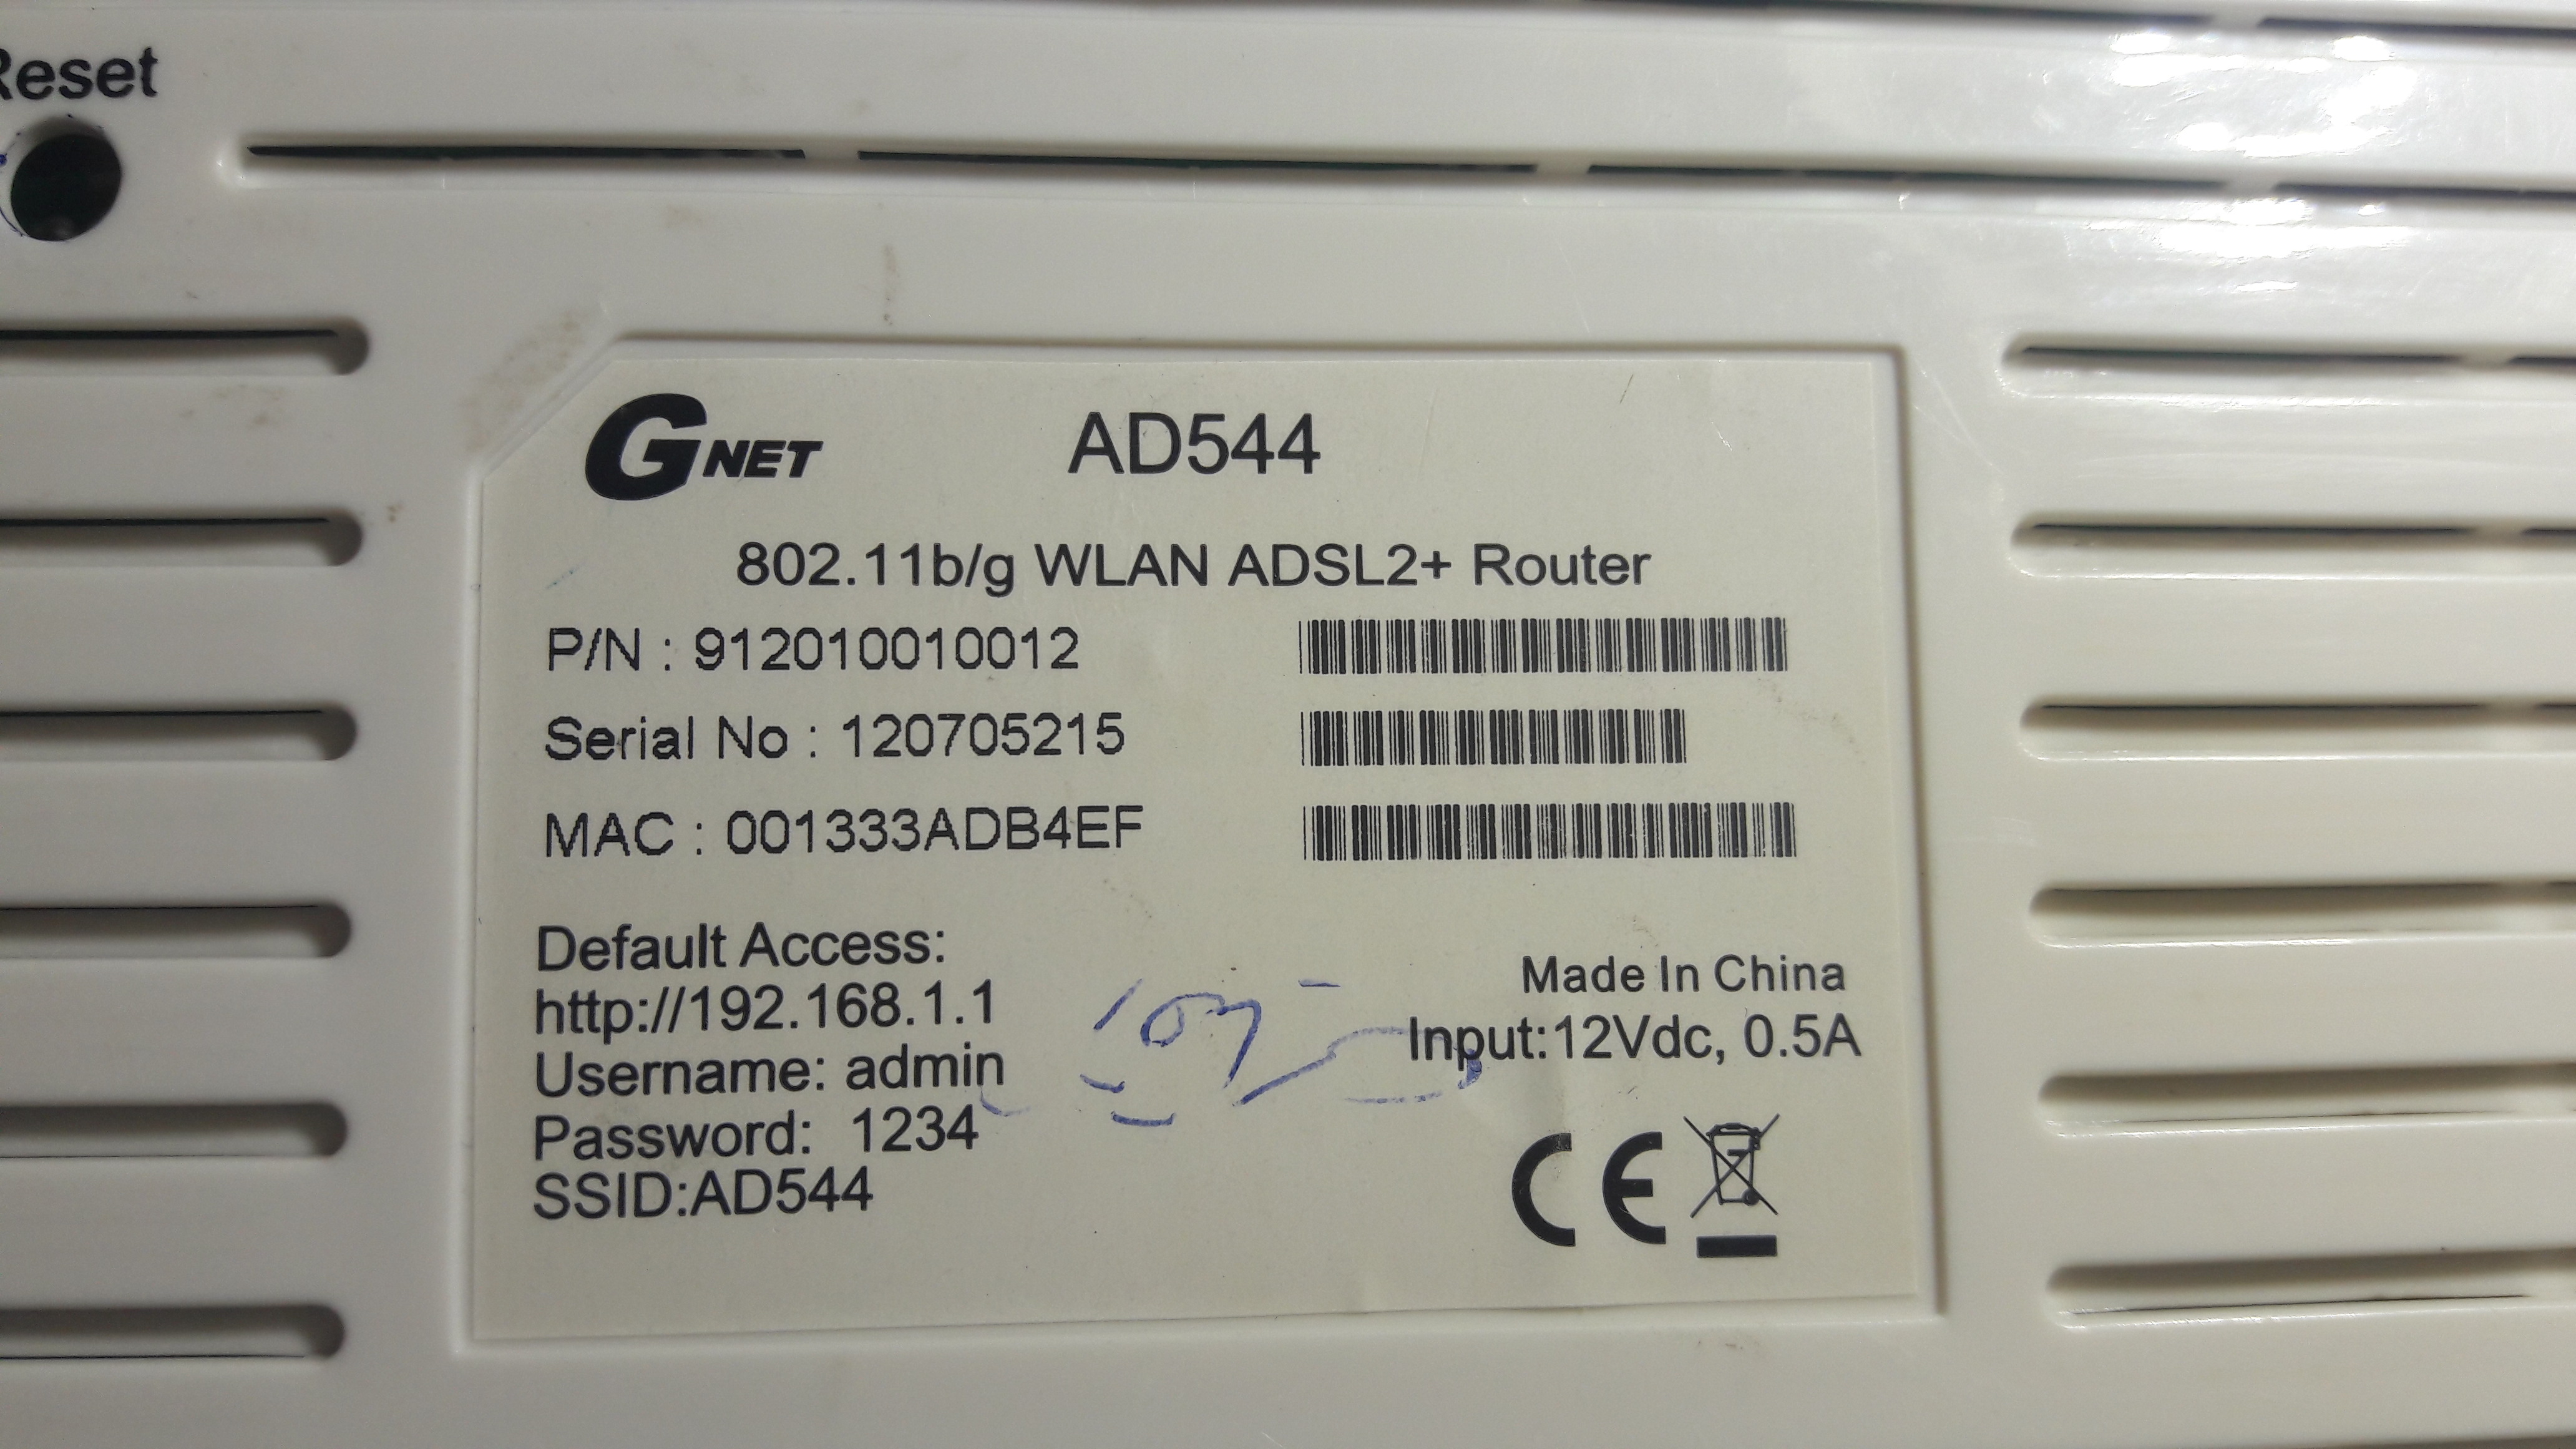 Reset
GNET AD544
802.11b/g WLAN ADSL2+ Router
P/N : 912010010012
Serial No : 120705215
MAC : 001333ADB4EF
Default Access:
http://192.168.1.1
Username: admin
Password: 1234
SSID:AD544
Made In China
Input:12Vdc, 0.5A
CE